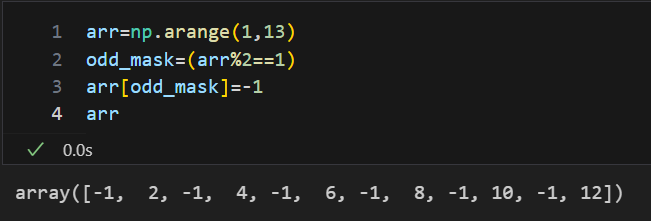 1 arr=np.arange(1,13)
2 odd_mask=(arr%2==1)
3 arr[odd_mask]=-1
4 arr
0.0s
array([-1,  2, -1,  4, -1,  6, -1,  8, -1, 10, -1, 12])